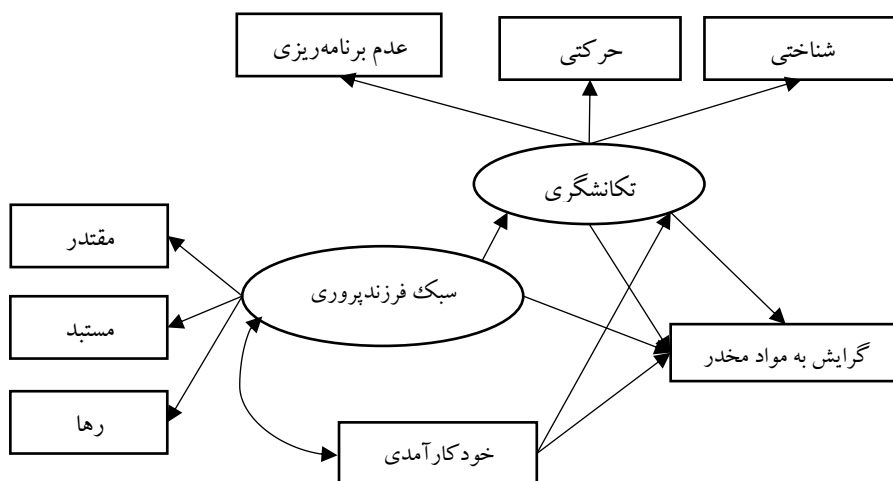 شناختی
حرکتی
عدم برنامه‌ریزی
تکانشگری
مقتدر
سبک فرزندپروری
مستبد
گرایش به مواد مخدر
رها
خودکارآمدی